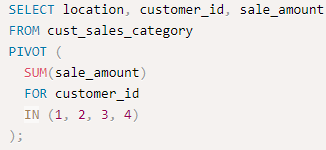 SELECT location, customer_id, sale_amount
FROM cust_sales_category
PIVOT (
SUM(sale_amount)
FOR customer_id
IN (1, 2, 3, 4)
);